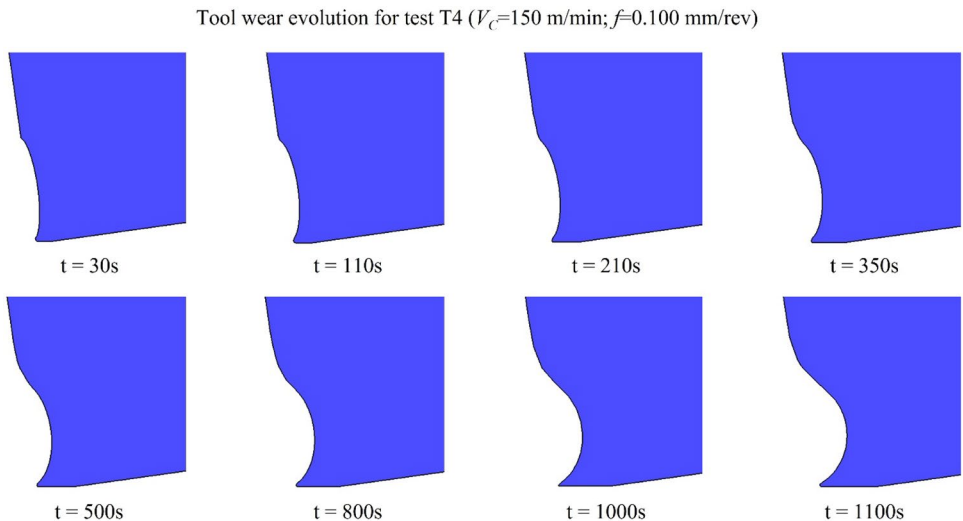 Tool wear evolution for test T4 (V_C=150 m/min; f=0.100 mm/rev)
t = 30s
t = 110s
t = 210s
t = 350s
t = 500s
t = 800s
t = 1000s
t = 1100s